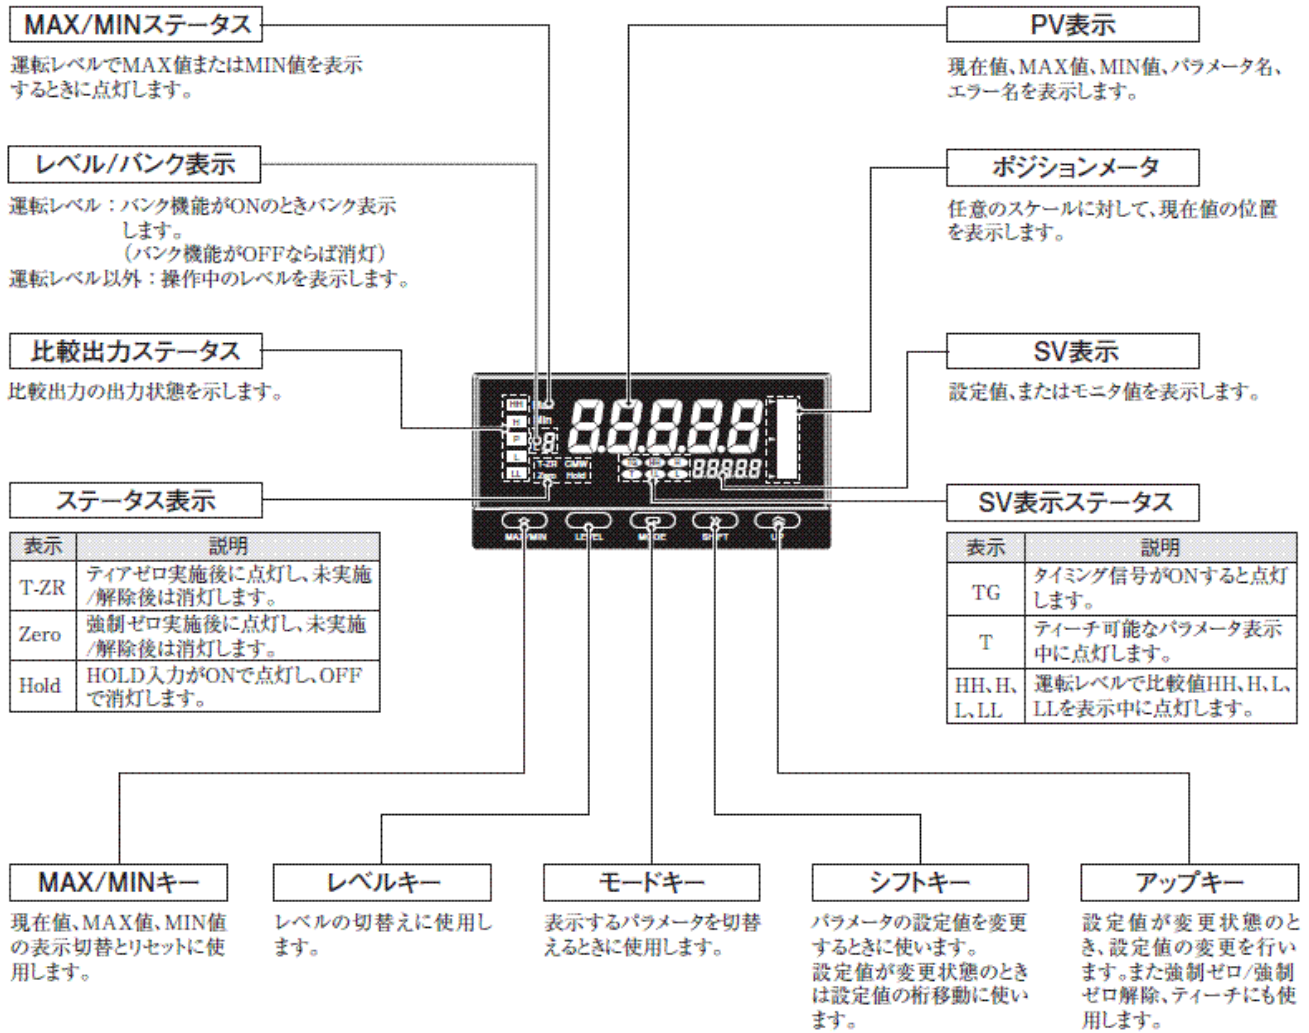 MAX/MINステータス
運転レベルでMAX値またはMIN値を表示
するときに点灯します。
レベル/バンク表示
運転レベル：バンク機能がONのときバンク表示
します。
（バンク機能がOFFならば消灯）
運転レベル以外：操作中のレベルを表示します。
比較出力ステータス
比較出力の出力状態を示します。
ステータス表示
表示 説明
T-ZR ティアゼロ実施後に点灯し、未実施
/解除後は消灯します。
Zero 強制ゼロ実施後に点灯し、未実施
/解除後は消灯します。
Hold HOLD入力がONで点灯し、OFF
で消灯します。
PV表示
現在値、MAX値、MIN値、パラメータ名、
エラー名を表示します。
ポジションメータ
任意のスケールに対して、現在値の位置
を表示します。
SV表示
設定値、またはモニタ値を表示します。
SV表示ステータス
表示 説明
TG タイミング信号がONすると点灯
します。
T ティーチ可能なパラメータ表示
中に点灯します。
HH、H、
L、LL
運転レベルで比較値HH、H、L、
LLを表示中に点灯します。
HH
H
P
L
LL
Min
8
8.8.8.8.8
T-ZR CMW
Zero Hold
TG HH H
T LL L
8.8.8.8.8
MAX/MIN LEVEL MODE SHIFT UP
MAX/MINキー
現在値、MAX値、MIN値
の表示切替とリセットに使
用します。
レベルキー
レベルの切替えに使用し
ます。
モードキー
表示するパラメータを切替
えるときに使用します。
シフトキー
パラメータの設定値を変更
するときに使います。
設定値が変更状態のとき
は設定値の桁移動に使い
ます。
アップキー
設定値が変更状態のと
き、設定値の変更を行い
ます。また強制ゼロ/強制
ゼロ解除、ティーチにも使
用します。